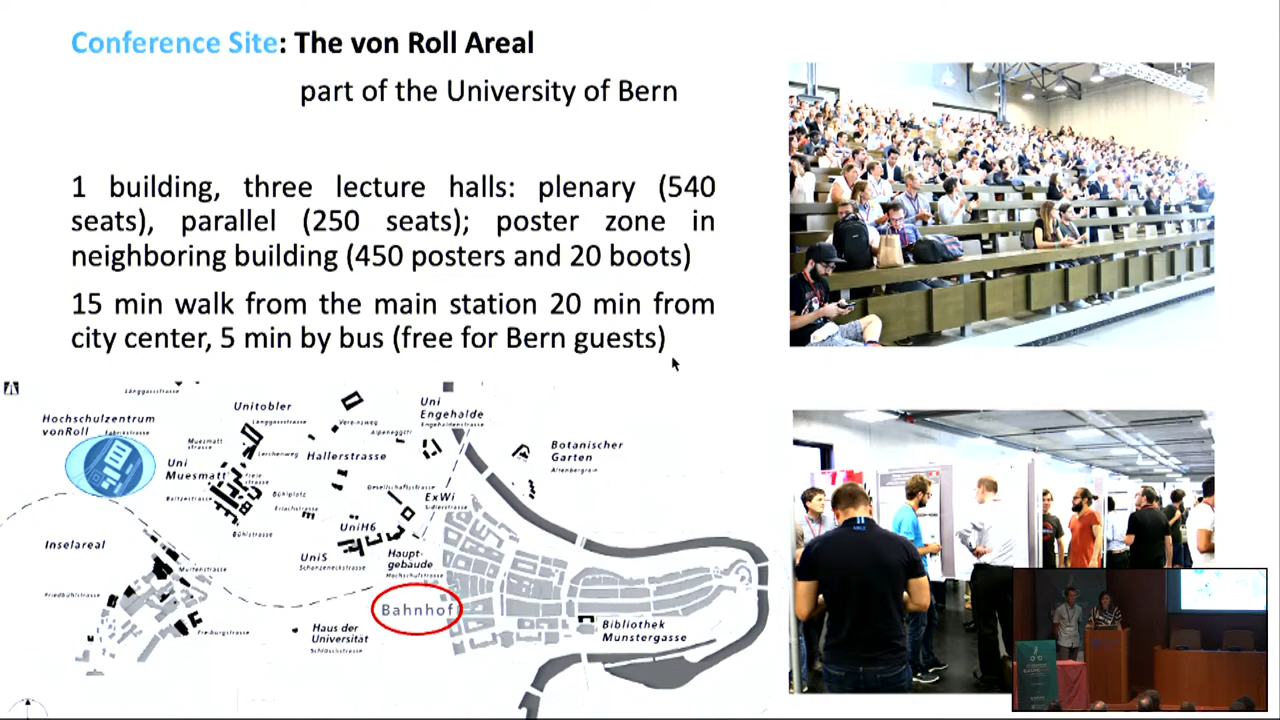 Conference Site: The von Roll Areal
part of the University of Bern
1 building, three lecture halls: plenary (540
seats), parallel (250 seats); poster zone in
neighboring building (450 posters and 20 boots)
15 min walk from the main station 20 min from
city center, 5 min by bus (free for Bern guests)
Länggassstrasse
Hochschulzentrum
vonRoll
Fabrikstrasse
Unitobler
Länggassstrasse
Lerchenweg
Muesmatt
strasse
Uni
Muesmatt
Freie-
strasse
Baltzerstrasse
Bühlplatz
Bühlstrasse
Vereinsweg
Alpeneggstr
Hallerstrasse
Gesellschaftsstrasse
Erlachstrasse
Uni
Engehalde
Engehaldenstrasse
Botanischer
Garten
Altenbergrain
ExWi
Sidlerstrasse
UniH6
UniS
Schanzeneckstrasse
Haupt-
gebäude
Hochschulstrasse
Inselareal
Murtenstrasse
Friedbühlstrasse
Freiburgstrasse
Bahnhof
Haus der
Universität
Schlösslistrasse
Bibliothek
Munstergasse